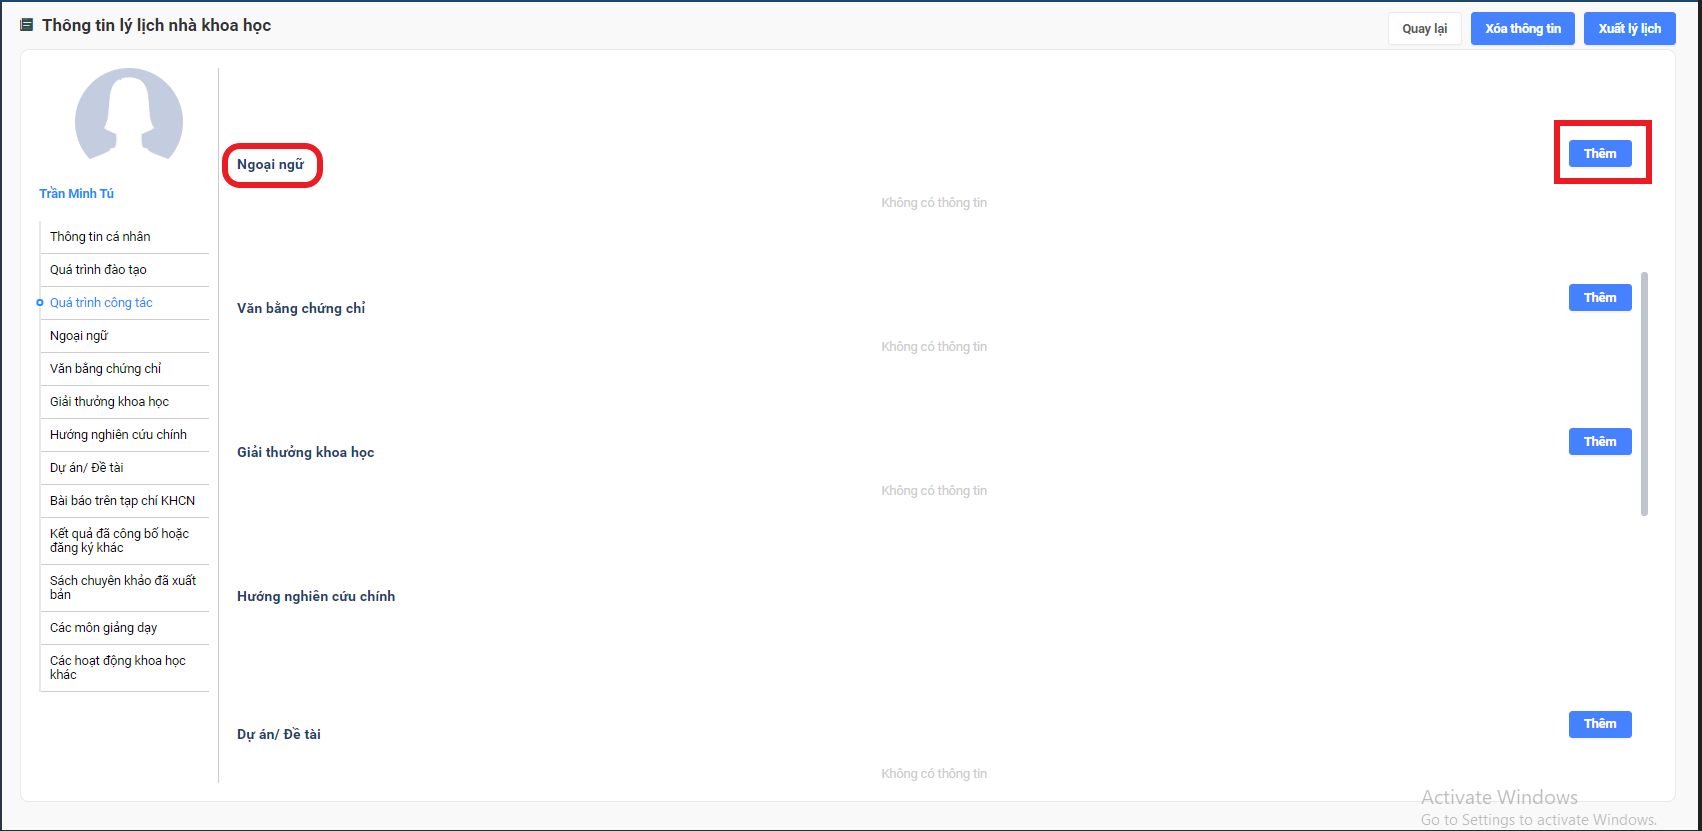 Thông tin lý lịch nhà khoa học
Quay lại
Xóa thông tin
Xuất lý lịch
Trần Minh Tú
Thông tin cá nhân
Quá trình đào tạo
Quá trình công tác
Ngoại ngữ
Văn bằng chứng chỉ
Giải thưởng khoa học
Hướng nghiên cứu chính
Dự án/ Đề tài
Bài báo trên tạp chí KHCN
Kết quả đã công bố hoặc
đăng ký khác
Sách chuyên khảo đã xuất
bản
Các môn giảng dạy
Các hoạt động khoa học
khác
Ngoại ngữ
Thêm
Không có thông tin
Văn bằng chứng chỉ
Thêm
Không có thông tin
Giải thưởng khoa học
Thêm
Không có thông tin
Hướng nghiên cứu chính
Dự án/ Đề tài
Thêm
Không có thông tin
Activate Windows
Go to Settings to activate Windows.